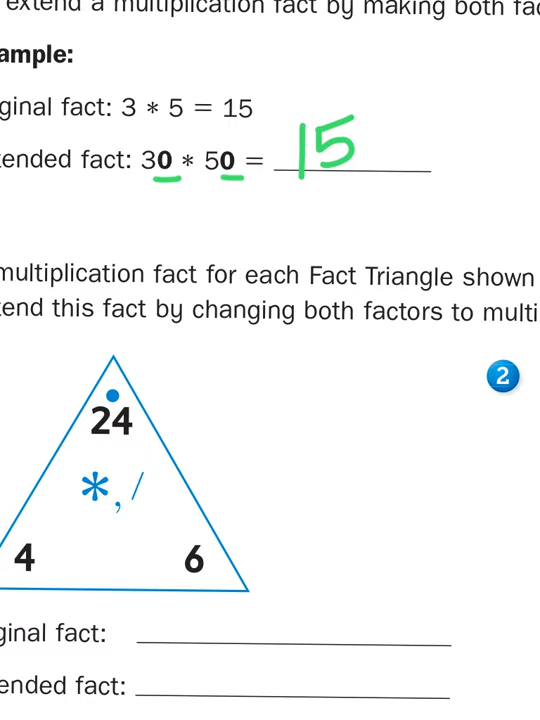 extend a multiplication fact by making both fac
ample:
ginal fact: 3 * 5 = 15
tended fact: 30 * 50 = 15
multiplication fact for each Fact Triangle shown
tend this fact by changing both factors to multi
2
24
*, /
4 6
ginal fact:
ended fact: